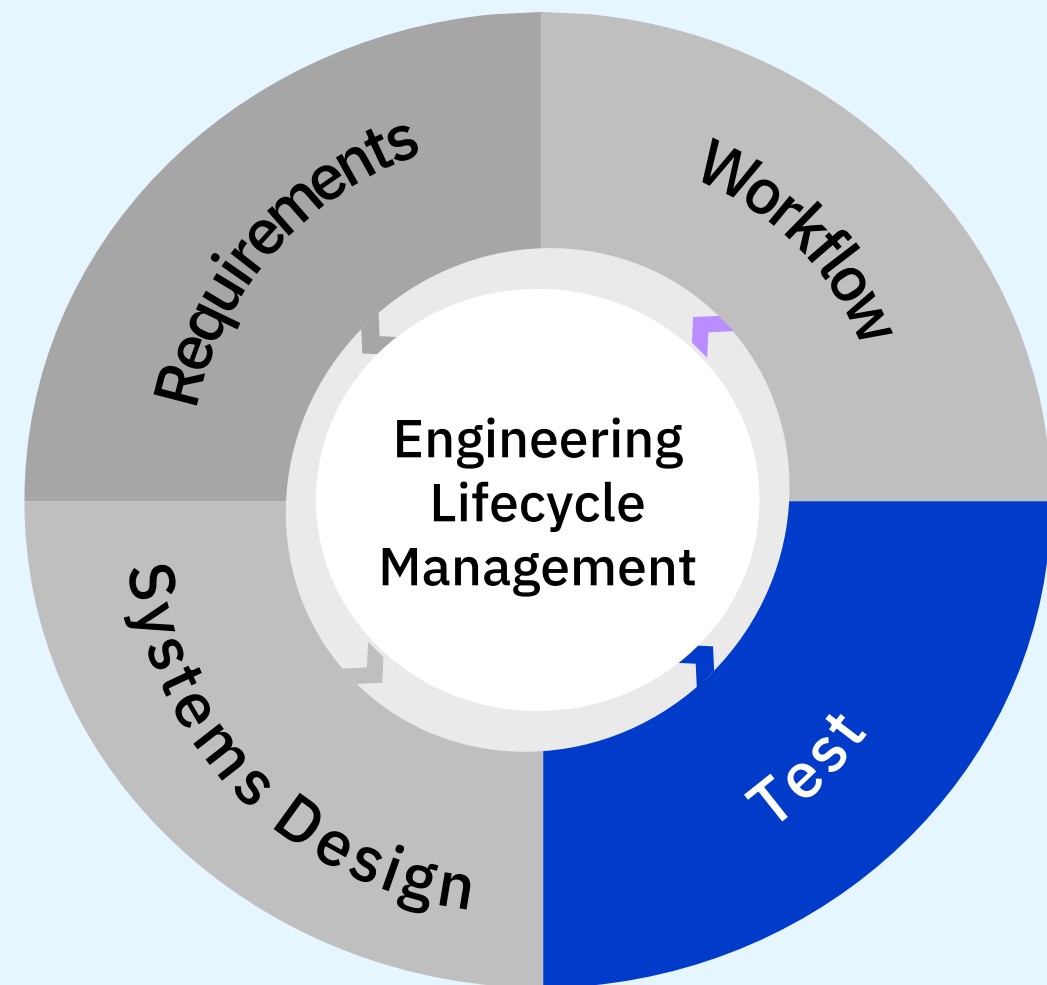 Requirements
Workflow
Engineering
Lifecycle
Management
Systems Design
Test